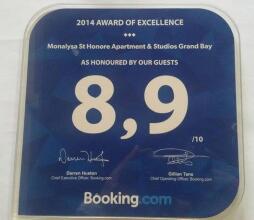 2014 AWARD OF EXCELLENCE
Monalysa St Honore Apartment & Studios Grand Bay
AS HONOURED BY OUR GUESTS
8,9
/10
Darren Huston
Chief Executive Officer, Booking.com
Gillian Tans
Chief Operating Officer, Booking.com
Booking.com